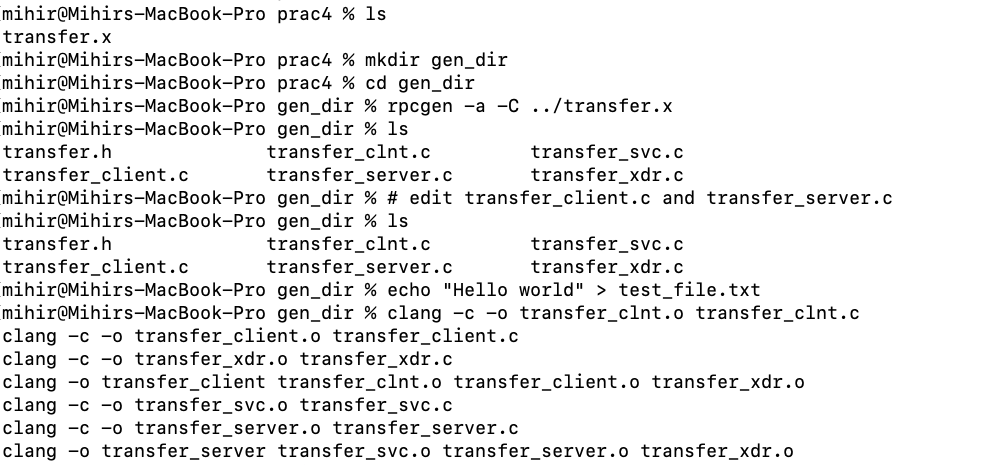 [mihir@Mihirs-MacBook-Pro prac4 % ls
transfer.x
[mihir@Mihirs-MacBook-Pro prac4 % mkdir gen_dir
[mihir@Mihirs-MacBook-Pro prac4 % cd gen_dir
[mihir@Mihirs-MacBook-Pro gen_dir % rpcgen -a -C ../transfer.x
[mihir@Mihirs-MacBook-Pro gen_dir % ls
transfer.h transfer_clnt.c transfer_svc.c
transfer_client.c transfer_server.c transfer_xdr.c
[mihir@Mihirs-MacBook-Pro gen_dir % # edit transfer_client.c and transfer_server.c
[mihir@Mihirs-MacBook-Pro gen_dir % ls
transfer.h transfer_clnt.c transfer_svc.c
transfer_client.c transfer_server.c transfer_xdr.c
[mihir@Mihirs-MacBook-Pro gen_dir % echo "Hello world" > test_file.txt
[mihir@Mihirs-MacBook-Pro gen_dir % clang -c -o transfer_clnt.o transfer_clnt.c
clang -c -o transfer_client.o transfer_client.c
clang -c -o transfer_xdr.o transfer_xdr.c
clang -o transfer_client transfer_clnt.o transfer_client.o transfer_xdr.o
clang -c -o transfer_svc.o transfer_svc.c
clang -c -o transfer_server.o transfer_server.c
clang -o transfer_server transfer_svc.o transfer_server.o transfer_xdr.o